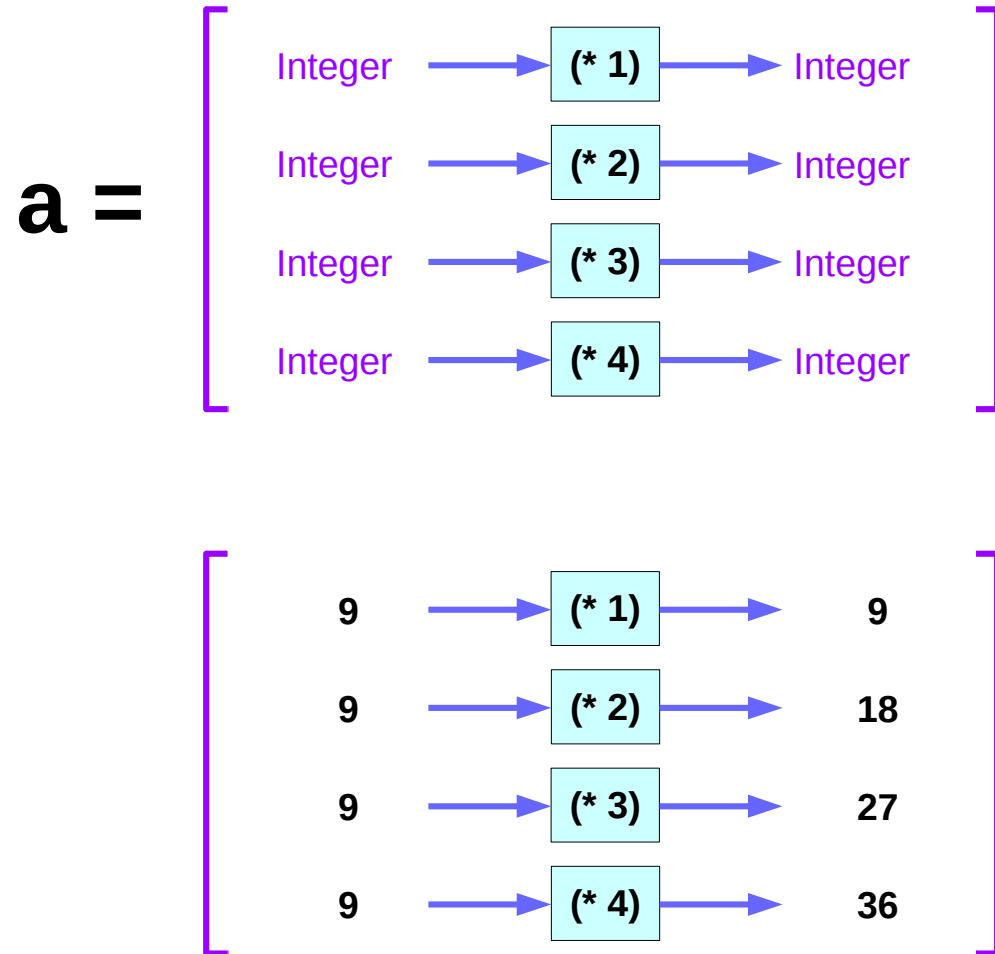 Integer (* 1) Integer
Integer (* 2) Integer
a =
Integer (* 3) Integer
Integer (* 4) Integer
9 (* 1) 9
9 (* 2) 18
9 (* 3) 27
9 (* 4) 36